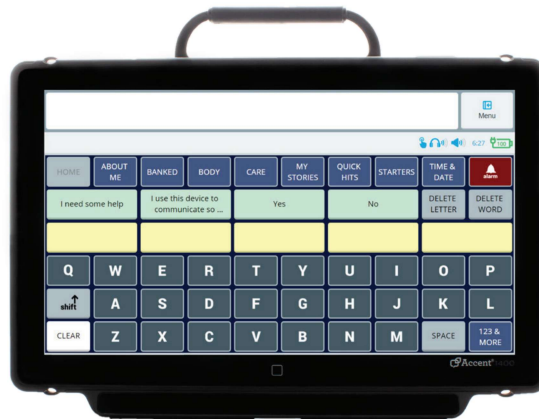 Menu
6:27 100
HOME ABOUT ME BANKED BODY CARE MY STORIES QUICK HITS STARTERS TIME & DATE alarm
I need some help I use this device to communicate so ... Yes No DELETE LETTER DELETE WORD
Q W E R T Y U I O P
shift A S D F G H J K L
CLEAR Z X C V B N M SPACE 123 & MORE
Accent